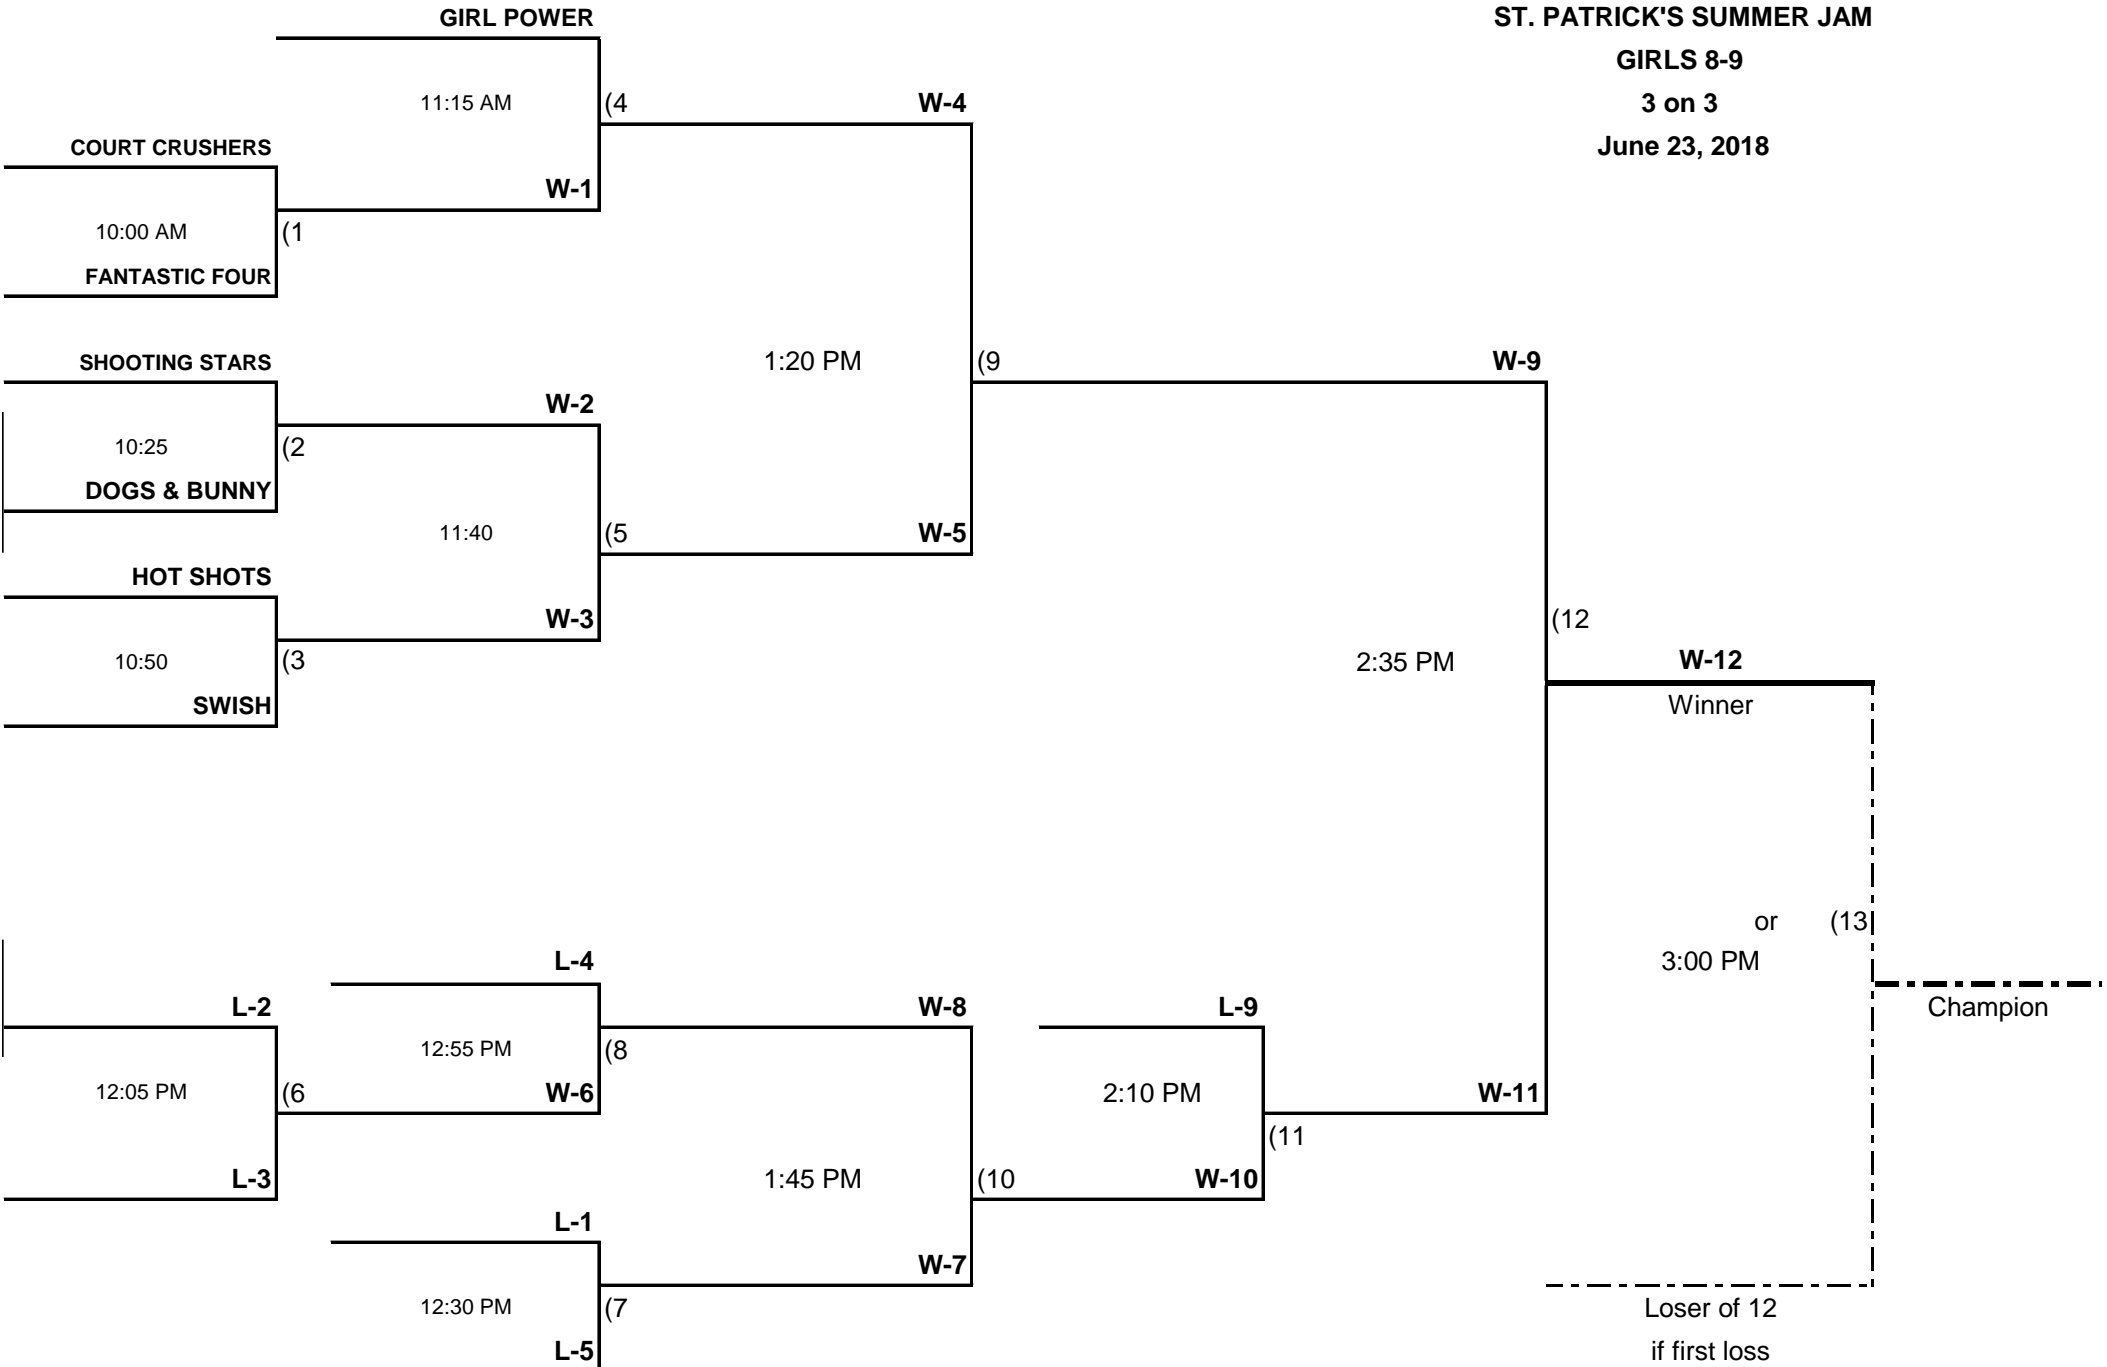 GIRL POWER
ST. PATRICK'S SUMMER JAM
GIRLS 8-9
11:15 AM
(4
W-4
3 on 3
COURT CRUSHERS
June 23, 2018
W-1
10:00 AM
(1
FANTASTIC FOUR
SHOOTING STARS
1:20 PM
(9
W-9
W-2
10:25
(2
DOGS & BUNNY
11:40
(5
W-5
HOT SHOTS
W-3
(12
10:50
(3
2:35 PM
W-12
SWISH
Winner
or
(13
L-4
3:00 PM
L-2
W-8
L-9
Champion
12:55 PM
(8
12:05 PM
(6
W-6
2:10 PM
W-11
(11
L-3
1:45 PM
(10
W-10
L-1
W-7
12:30 PM
(7
Loser of 12
L-5
if first loss